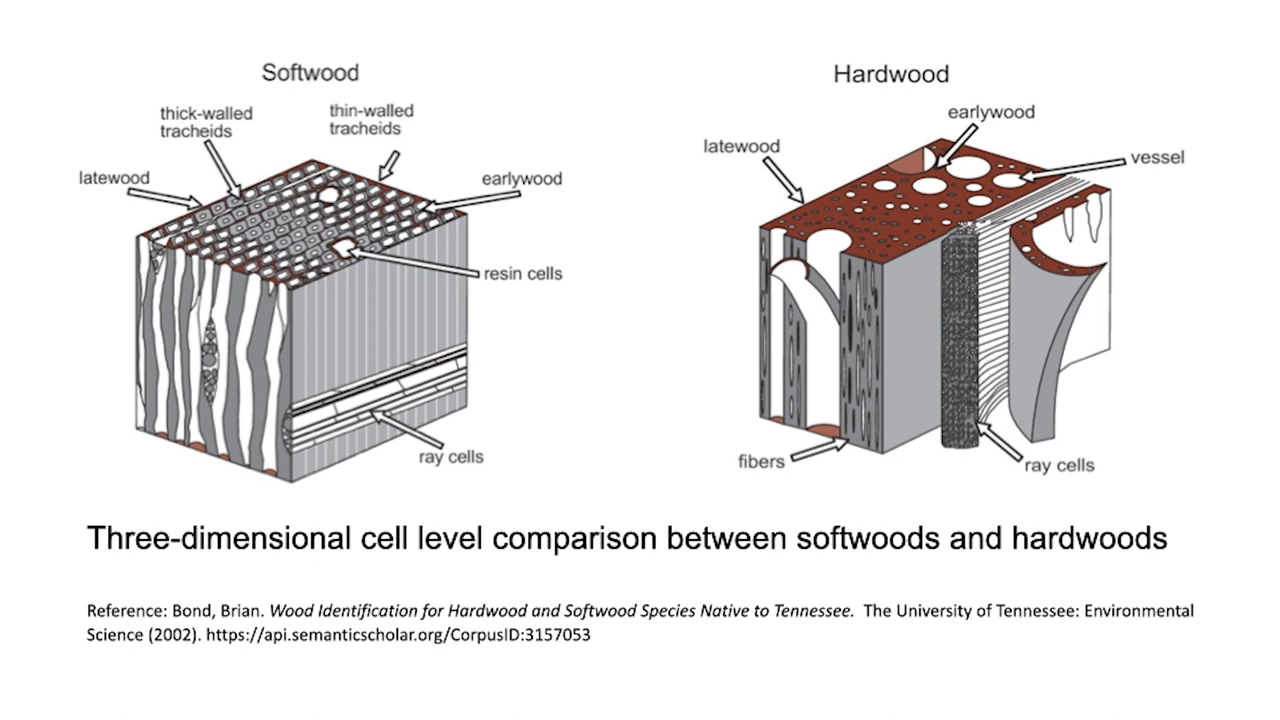 Softwood
thick-walled
tracheids
thin-walled
tracheids
latewood
earlywood
resin cells
ray cells
Hardwood
earlywood
latewood
vessel
fibers
ray cells
Three-dimensional cell level comparison between softwoods and hardwoods
Reference: Bond, Brian. Wood Identification for Hardwood and Softwood Species Native to Tennessee. The University of Tennessee: Environmental
Science (2002). https://api.semanticscholar.org/CorpusID:3157053